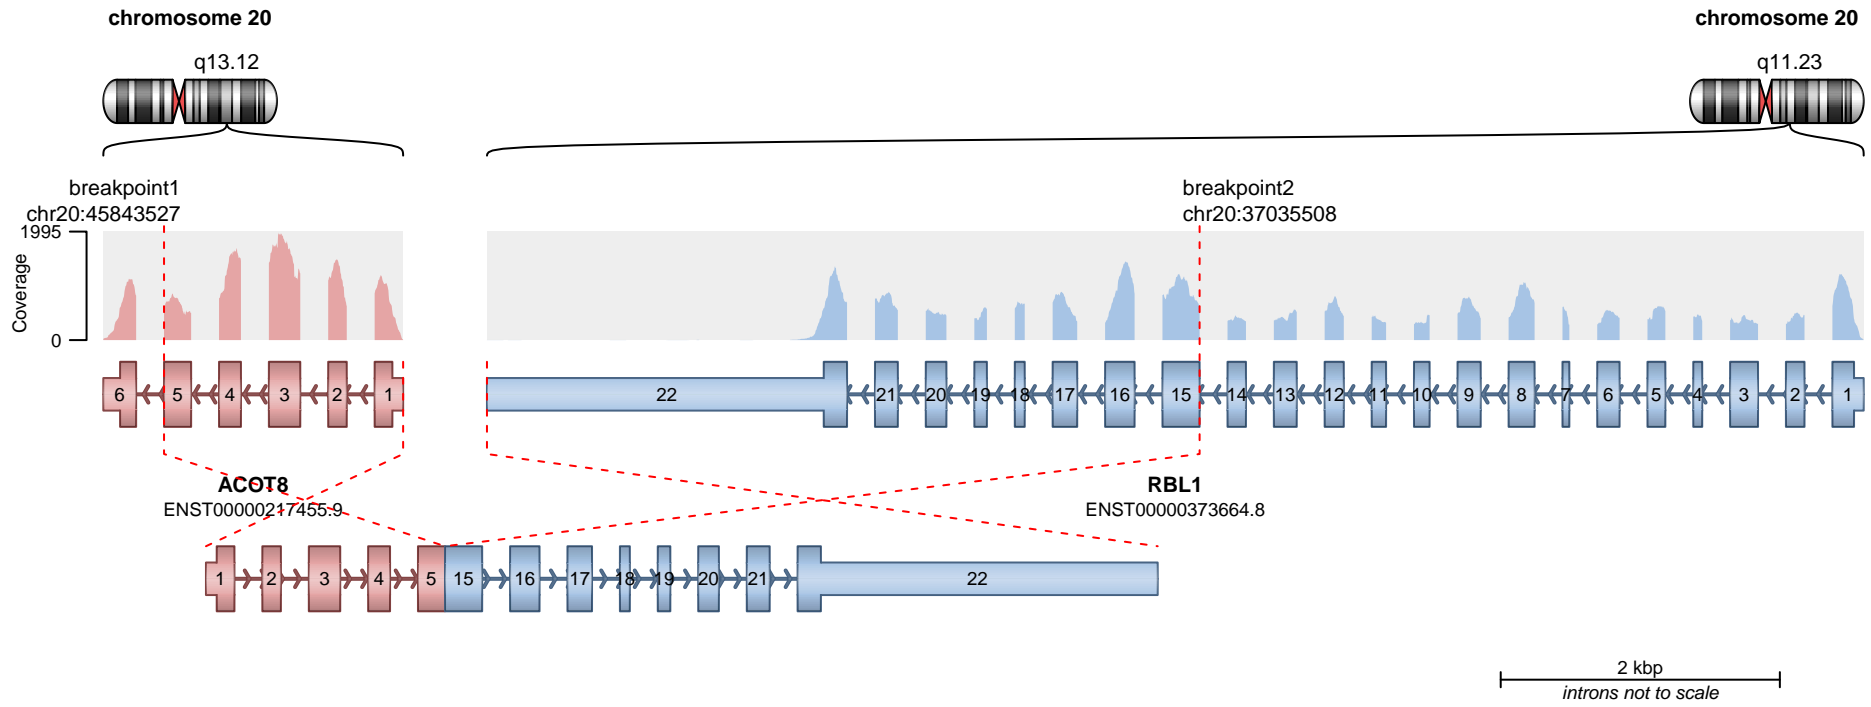 chromosome 20
chromosome 20
q13.12
q11.23
breakpoint1
chr20:45843527
breakpoint2
chr20:37035508
1995
Coverage
0
6 5 4 3 2 1
22 21 20 19 18 17 16 15 14 13 12 11 10 9 8 7 6 5 4 3 2 1
ACOT8
ENST00000217455.9
RBL1
ENST00000373664.8
1 2 3 4 5 15 16 17 18 19 20 21 22
2 kbp
introns not to scale